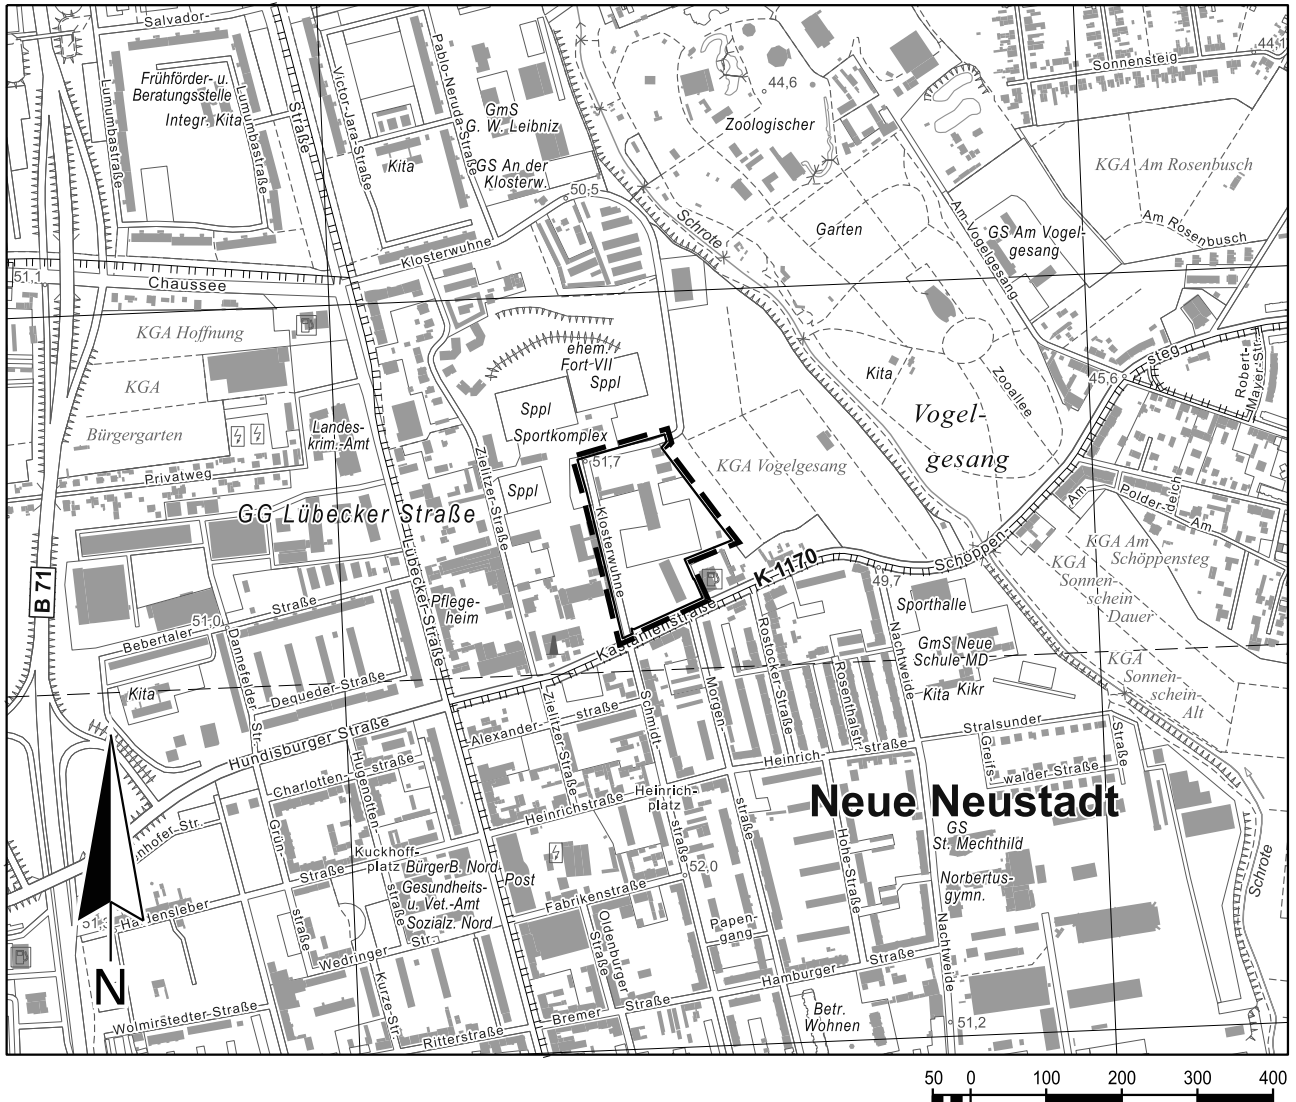 Salvador-
Frühförder- u.
Beratungsstelle
Integr. Kita
Lumumbastraße
Lumumbastraße
Straße
Victor-Jara-Straße
Pablo-Neruda-Straße
Kita
GmS
G. W. Leibniz
GS An der
Klosterw.
50,5
44,6
Zoologischer
Garten
Schrote
Sonnensteig
44,1
KGA Am Rosenbusch
Am Rosenbusch
GS Am Vogel-
gesang
Am Vogelgesang
51,1
Chaussee
Klosterwuhne
KGA Hoffnung
KGA
Bürgergarten
Privatweg
Landes-
krim.-Amt
ehem.
Fort VII
Sppl
Sppl
Sportkomplex
Sppl
51,7
KGA Vogelgesang
Kita
Vogel-
gesang
Zooallee
45,6
steg
Robert-
Mayer-Str.
Am
Polder-
deich
Am
KGA Am
Schöppensteg
KGA
Sonnen-
schein
Dauer
KGA
Sonnen-
schein-
Alt
GG Lübecker Straße
Zielitzer-Straße
Klosterwuhne
Lübecker-Straße
B 71
K 1170
Schöppen-
49,7
Sporthalle
GmS Neue
Schule MD
Kita
Kikr
Pflege-
heim
51,0
Bebertaler
Straße
Dannefelder
Str.
Dequeder-Straße
Kita
Kastanienstraße
Hundisburger Straße
Alexander-
straße
Zielitzer-Straße
Schmidt-
straße
Morgen-
straße
Rostocker-Straße
Rosenthalstr.
Nachtweide
Stralsunder
Straße
Greifs-
walder Straße
Heinrich-
straße
Heinrichstraße
Heinrich-
platz
Charlotten-
straße
Hugenotten-
straße
Grün-
straße
Neue Neustadt
GS
St. Mechthild
Norbertus-
gymn.
Hohe-Straße
Nachtweide
Schrote
nhofer-Str.
Kuckhoff-
platz
Straße
BürgerB. Nord
Gesundheits-
u. Vet.-Amt
Sozialz. Nord
Post
52,0
Fabrikenstraße
Oldenburger
Straße
Papen-
gang
Haldensleber
51,3
Wedringer
Str.
Kurze-Str.
Hamburger
Straße
Betr.
Wohnen
51,2
Bremer
Straße
Ritterstraße
Wolmirstedter-Straße
N
50 0 100 200 300 400